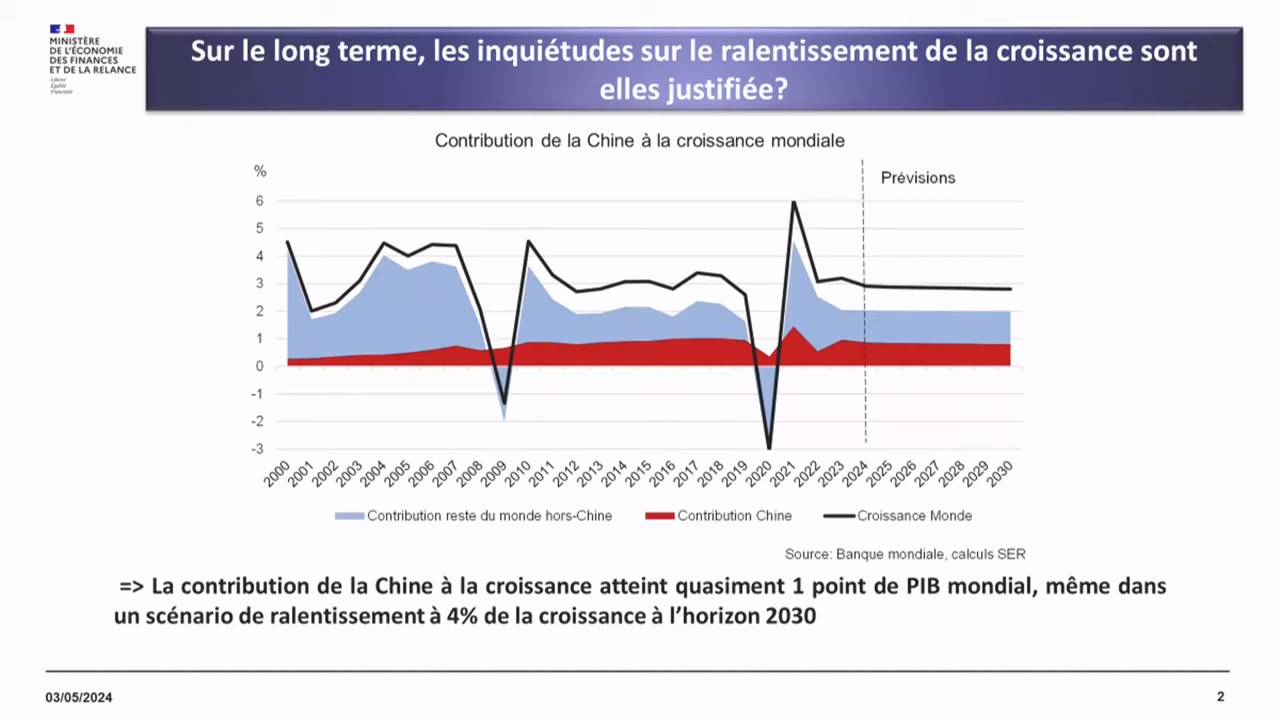 MINISTÈRE
DE L'ÉCONOMIE
DES FINANCES
ET DE LA RELANCE
Liberté
Égalité
Fraternité
Sur le long terme, les inquiétudes sur le ralentissement de la croissance sont
elles justifiée?
Contribution de la Chine à la croissance mondiale
%
Prévisions
6
5
4
3
2
1
0
-1
-2
-3
2000 2001 2002 2003 2004 2005 2006 2007 2008 2009 2010 2011 2012 2013 2014 2015 2016 2017 2018 2019 2020 2021 2022 2023 2024 2025 2026 2027 2028 2029 2030
Contribution reste du monde hors-Chine Contribution Chine Croissance Monde
Source: Banque mondiale, calculs SER
=> La contribution de la Chine à la croissance atteint quasiment 1 point de PIB mondial, même dans
un scénario de ralentissement à 4% de la croissance à l’horizon 2030
03/05/2024
2